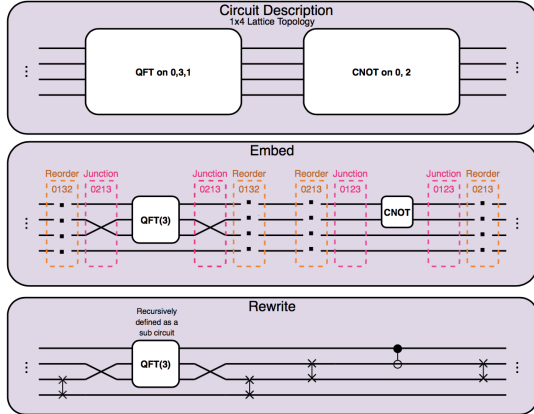 Circuit Description
1x4 Lattice Topology
QFT on 0,3,1
CNOT on 0, 2
Embed
Reorder Junction Junction Reorder Reorder Junction Junction Reorder
0132 0213 0213 0132 0213 0123 0123 0213
QFT(3)
CNOT
Rewrite
Recursively
defined as a
sub circuit
QFT(3)